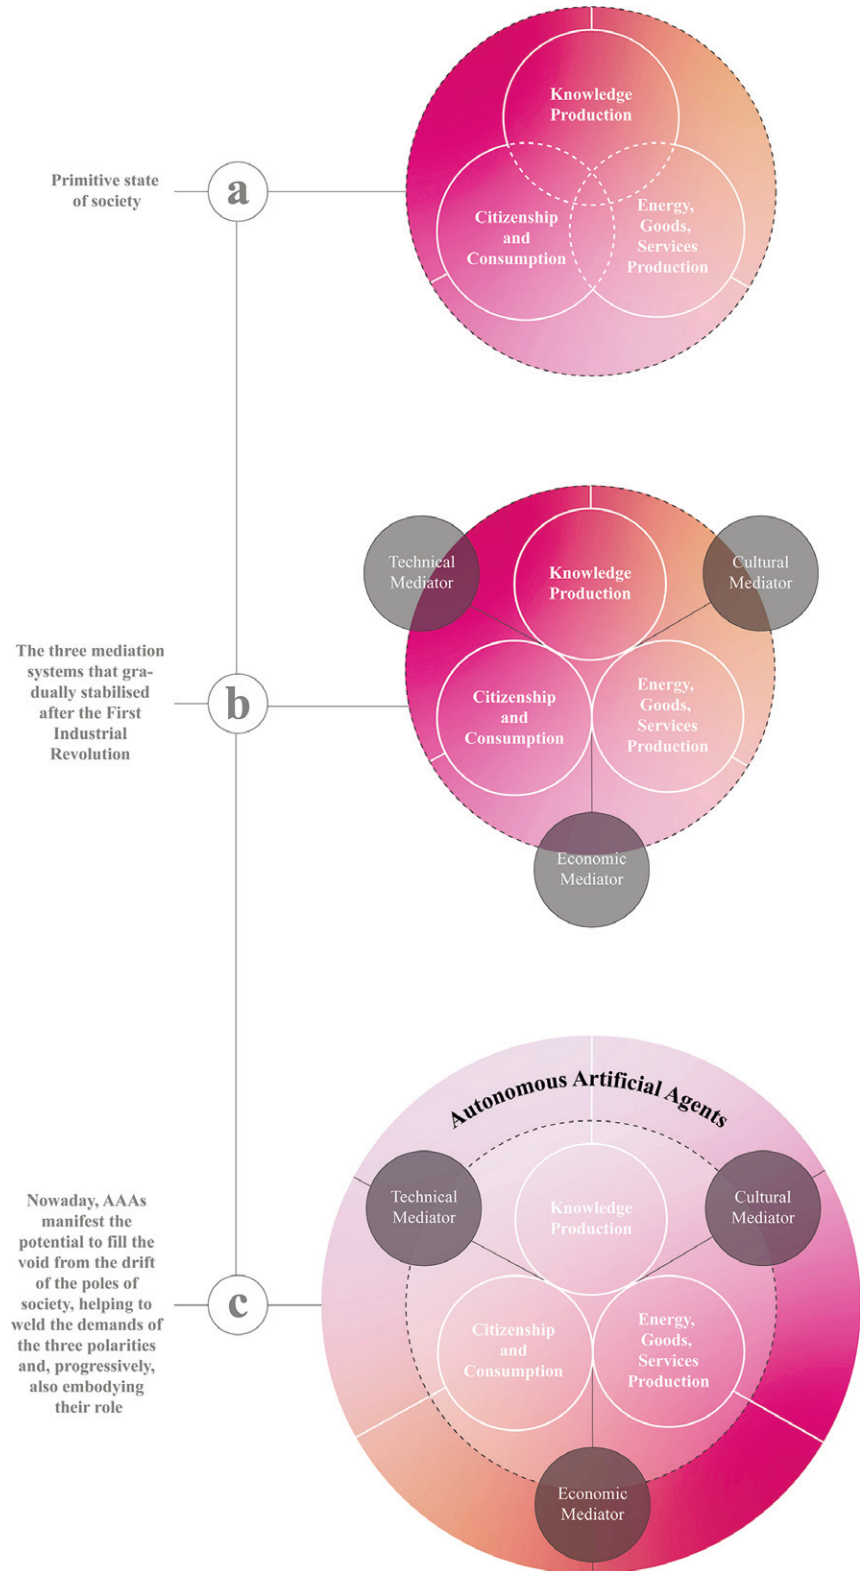 Knowledge
Production
Primitive state
of society
a
Citizenship
and
Consumption
Energy,
Goods,
Services
Production
Technical
Mediator
Cultural
Mediator
Knowledge
Production
The three mediation
systems that gra-
dually stabilised
after the First
Industrial
Revolution
b
Citizenship
and
Consumption
Energy,
Goods,
Services
Production
Economic
Mediator
Autonomous Artificial Agents
Technical
Mediator
Cultural
Mediator
Knowledge
Production
Nowaday, AAAs
manifest the
potential to fill the
void from the drift
of the poles of
society, helping to
weld the demands of
the three polarities
and, progressively,
also embodying
their role
c
Citizenship
and
Consumption
Energy,
Goods,
Services
Production
Economic
Mediator